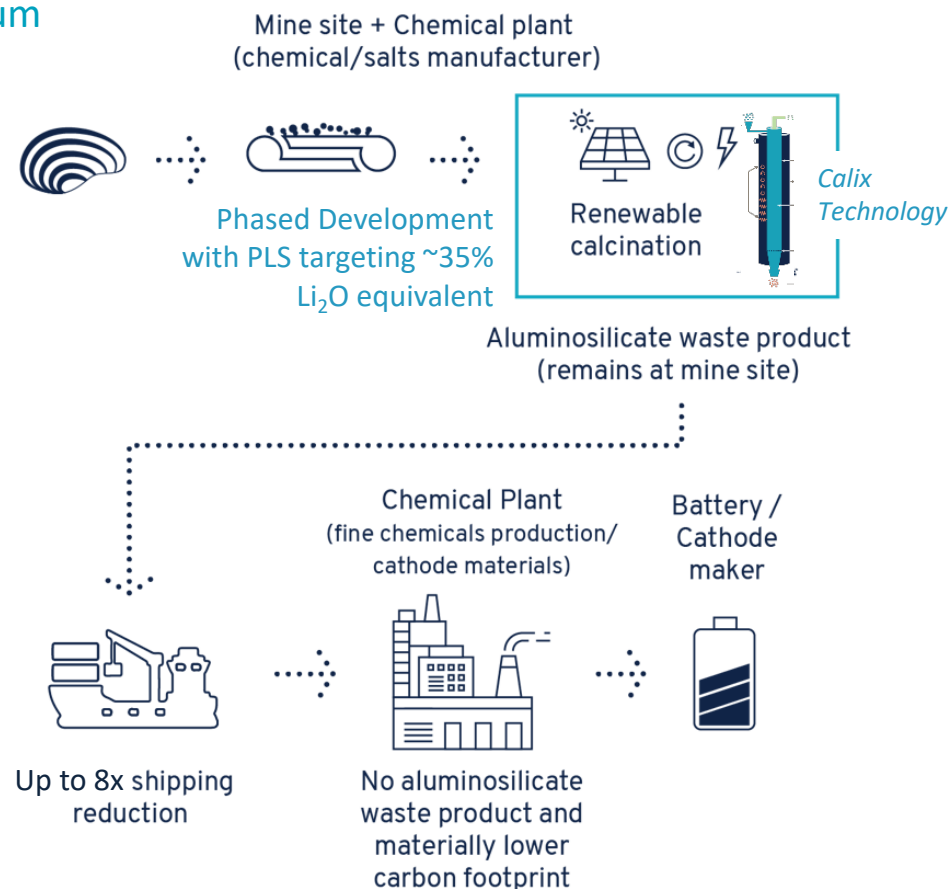 um
Mine site + Chemical plant
(chemical/salts manufacturer)
Phased Development
with PLS targeting ~35%
Li₂O equivalent
Renewable
calcination
Calix
Technology
Aluminosilicate waste product
(remains at mine site)
Chemical Plant
(fine chemicals production/
cathode materials)
Battery /
Cathode
maker
Up to 8x shipping
reduction
No aluminosilicate
waste product and
materially lower
carbon footprint